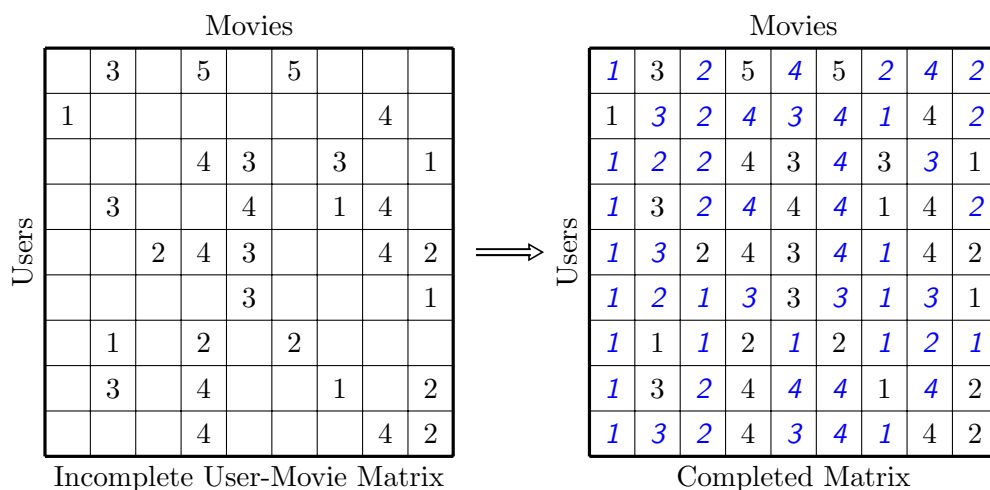 Movies
3 5 5
1 4
4 3 3 1
3 4 1 4
2 4 3 4 2
3 1
1 2 2
3 4 1 2
4 4 2
Users
Incomplete User-Movie Matrix
Movies
1 3 2 5 4 5 2 4 2
1 3 2 4 3 4 1 4 2
1 2 2 4 3 4 3 3 1
1 3 2 4 4 4 1 4 2
1 3 2 4 3 4 1 4 2
1 2 1 3 3 3 1 3 1
1 1 1 2 1 2 1 2 1
1 3 2 4 4 4 1 4 2
1 3 2 4 3 4 1 4 2
Users
Completed Matrix